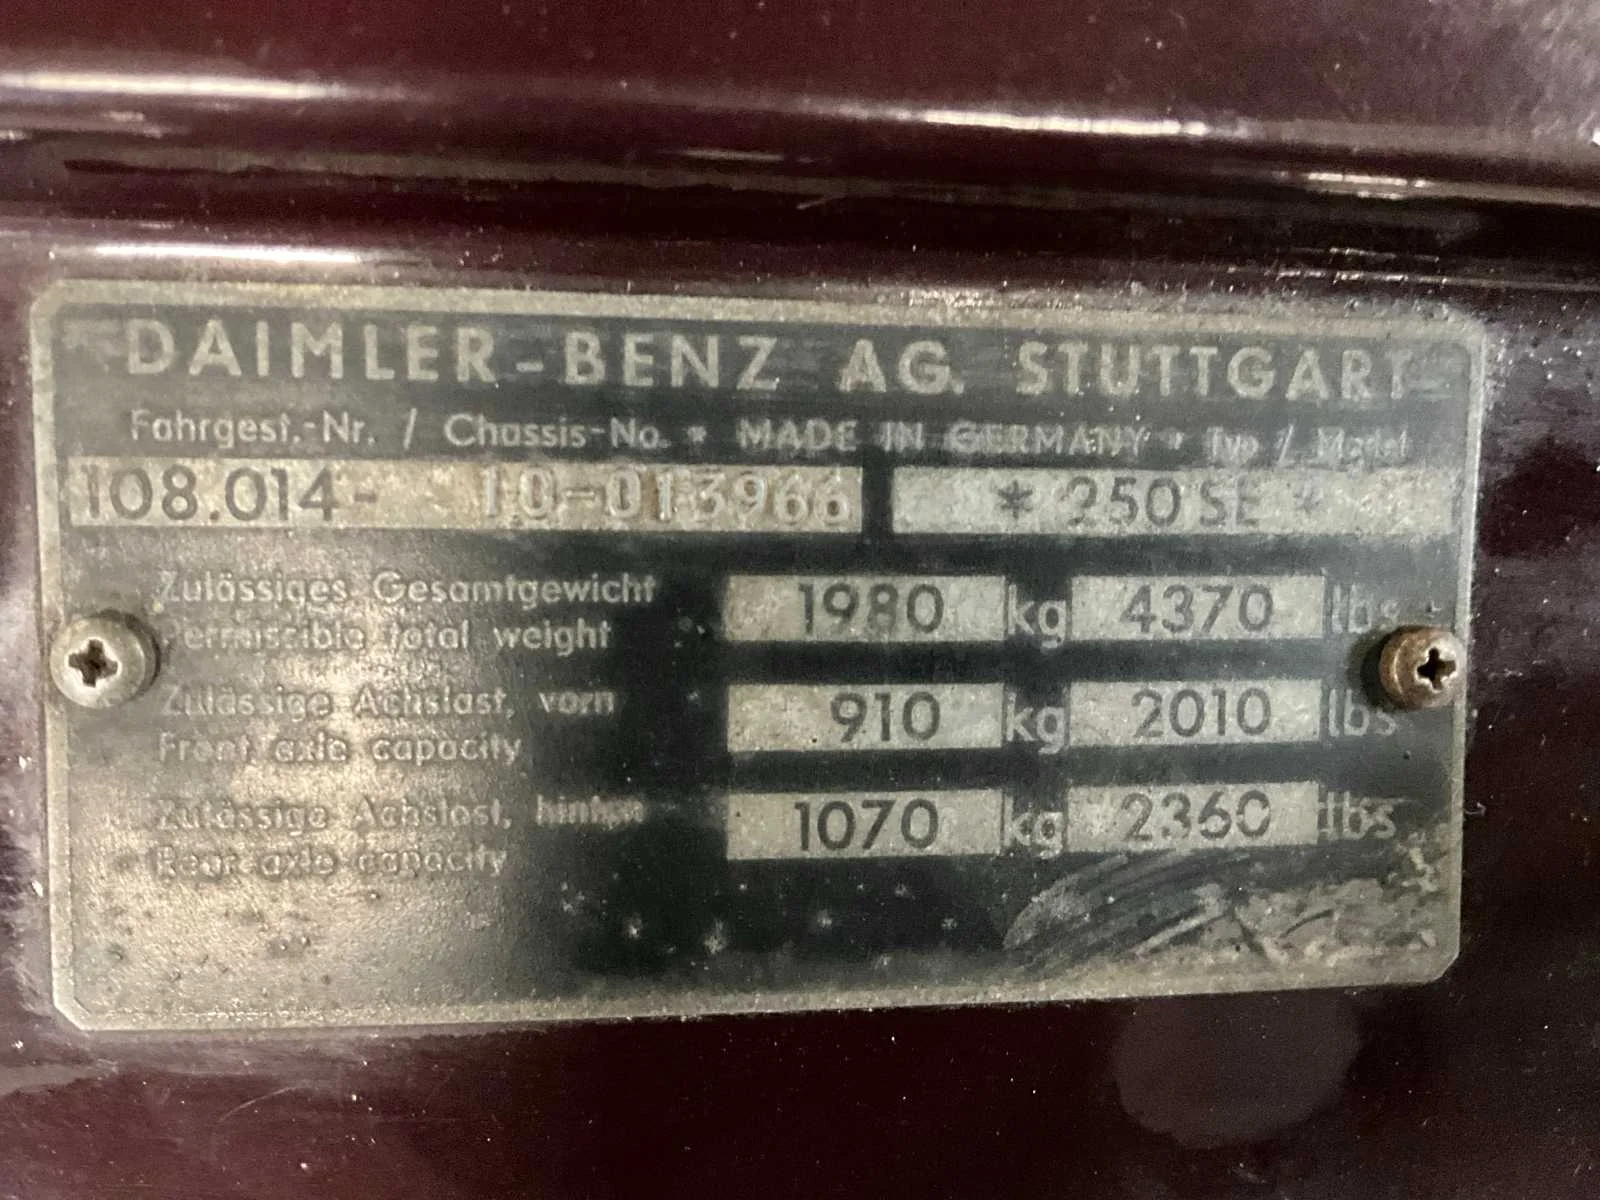 DAIMLER-BENZ AG. STUTTGART
Fahrgest.-Nr. / Chassis-No. * MADE IN GERMANY * Typ / Model
108.014- 10-013966 * 250 SE *
Zulässiges Gesamtgewicht
Permissible total weight 1980 kg 4370 lbs
Zulässige Achslast, vorn
Front axle capacity 910 kg 2010 lbs
Zulässige Achslast, hinten
Rear axle capacity 1070 kg 2360 lbs